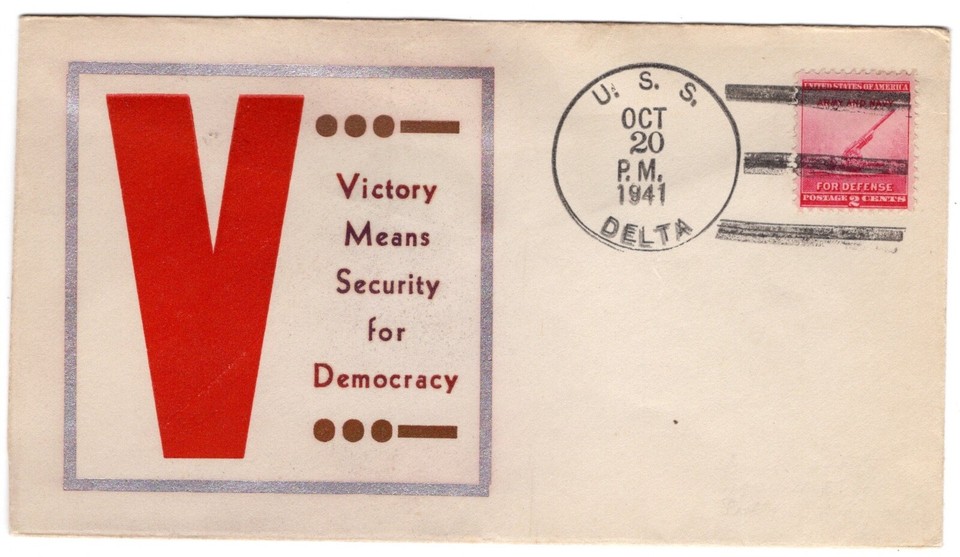 V
Victory
Means
Security
for
Democracy
U. S. S.
OCT
20
P.M.
1941
DELTA
UNITED STATES OF AMERICA
ARMY AND NAVY
FOR DEFENSE
POSTAGE 2 CENTS